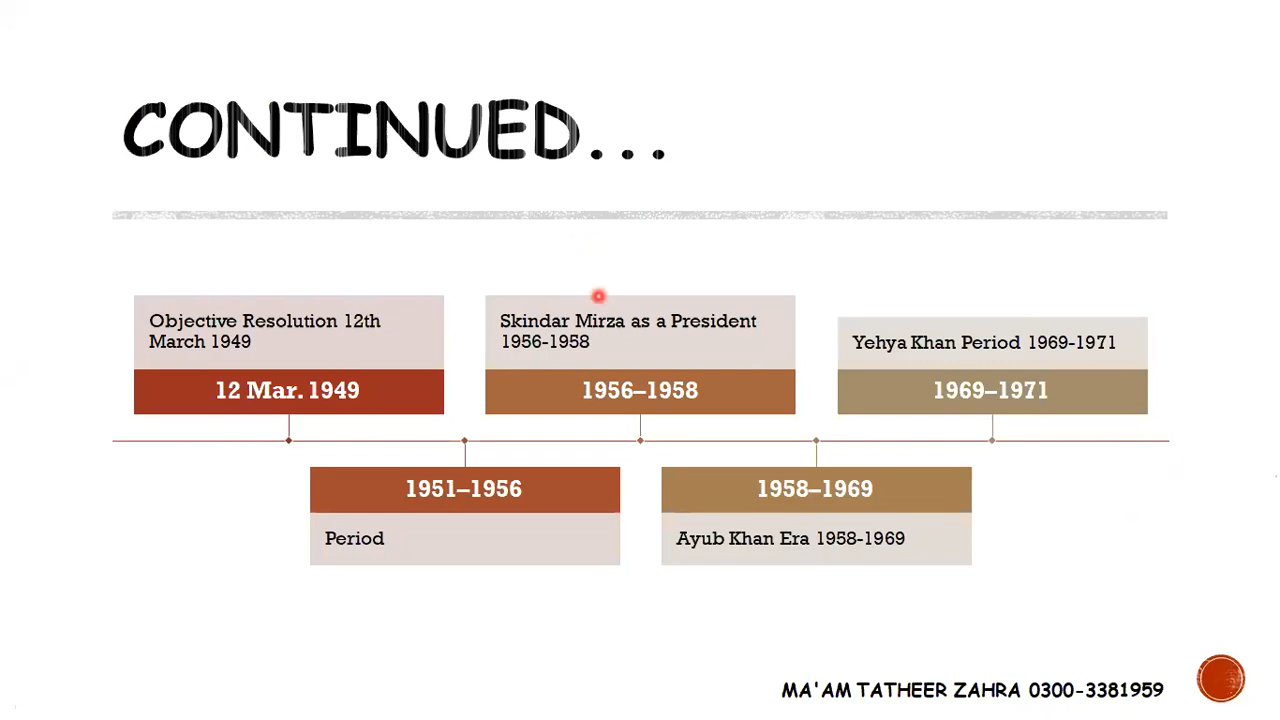 CONTINUED...
Objective Resolution 12th
March 1949
12 Mar. 1949
1951–1956
Period
Skindar Mirza as a President
1956-1958
1956–1958
1958–1969
Ayub Khan Era 1958-1969
Yehya Khan Period 1969-1971
1969–1971
MA'AM TATHEER ZAHRA 0300-3381959